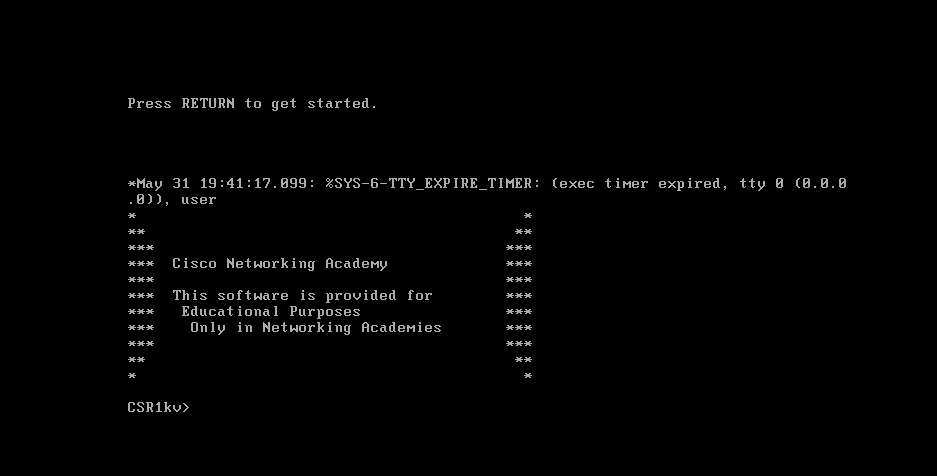 Press RETURN to get started.
*May 31 19:41:17.099: %SYS-6-TTY_EXPIRE_TIMER: (exec timer expired, tty 0 (0.0.0
.0)), user
*                                           *
**                                         **
***                                       ***
***  Cisco Networking Academy             ***
***                                       ***
***  This software is provided for        ***
***   Educational Purposes                ***
***    Only in Networking Academies       ***
***                                       ***
**                                         **
*                                           *
CSR1kv>